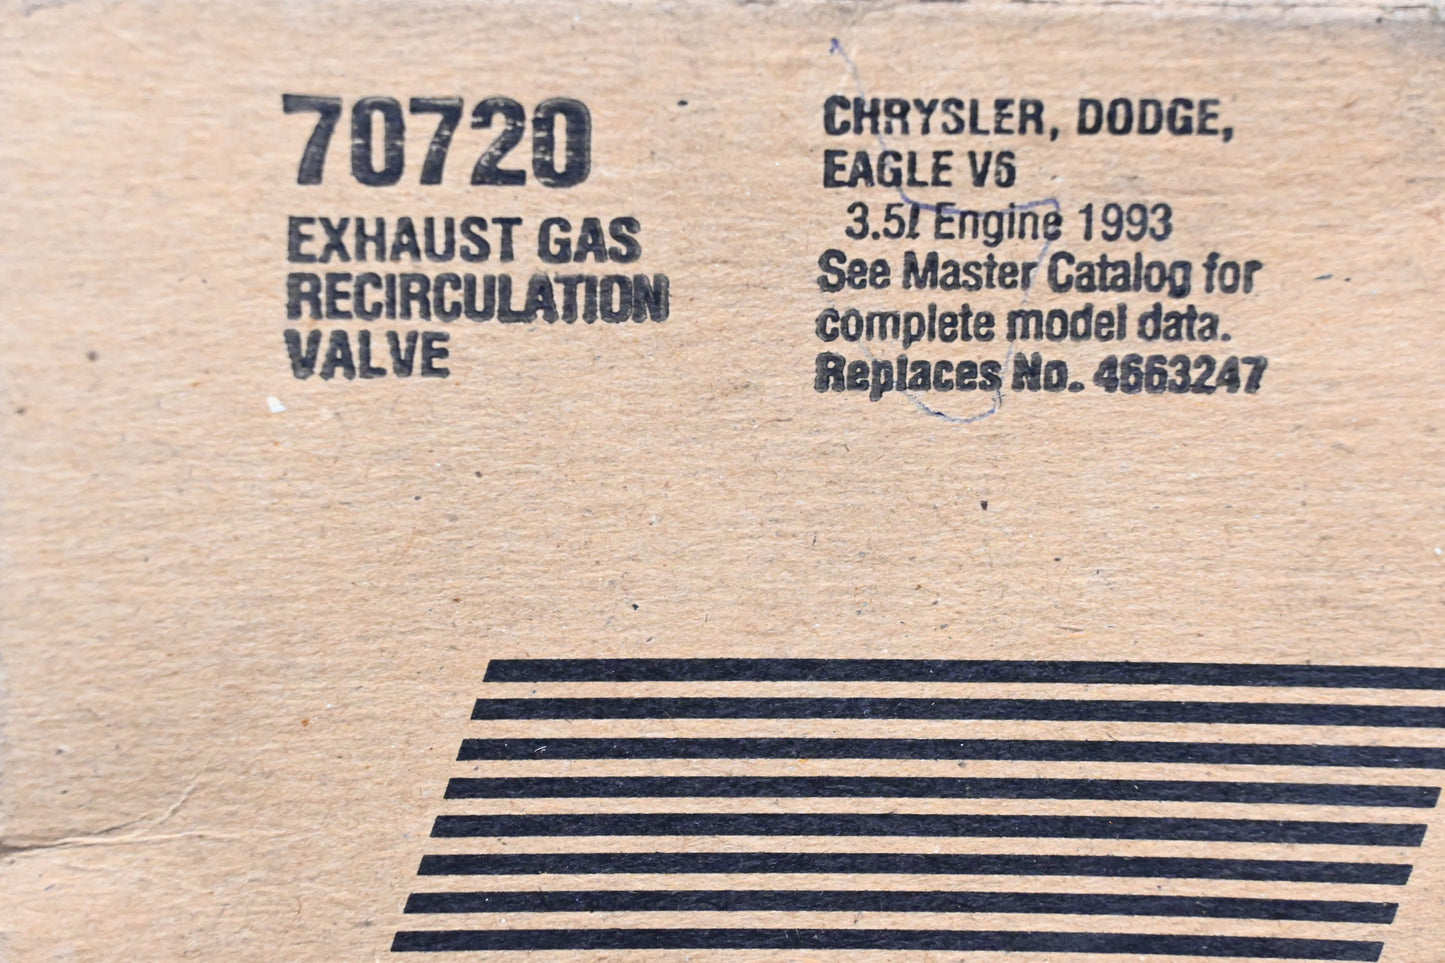 70720
EXHAUST GAS
RECIRCULATION
VALVE
CHRYSLER, DODGE,
EAGLE V6
3.5ℓ Engine 1993
See Master Catalog for
complete model data.
Replaces No. 4663247